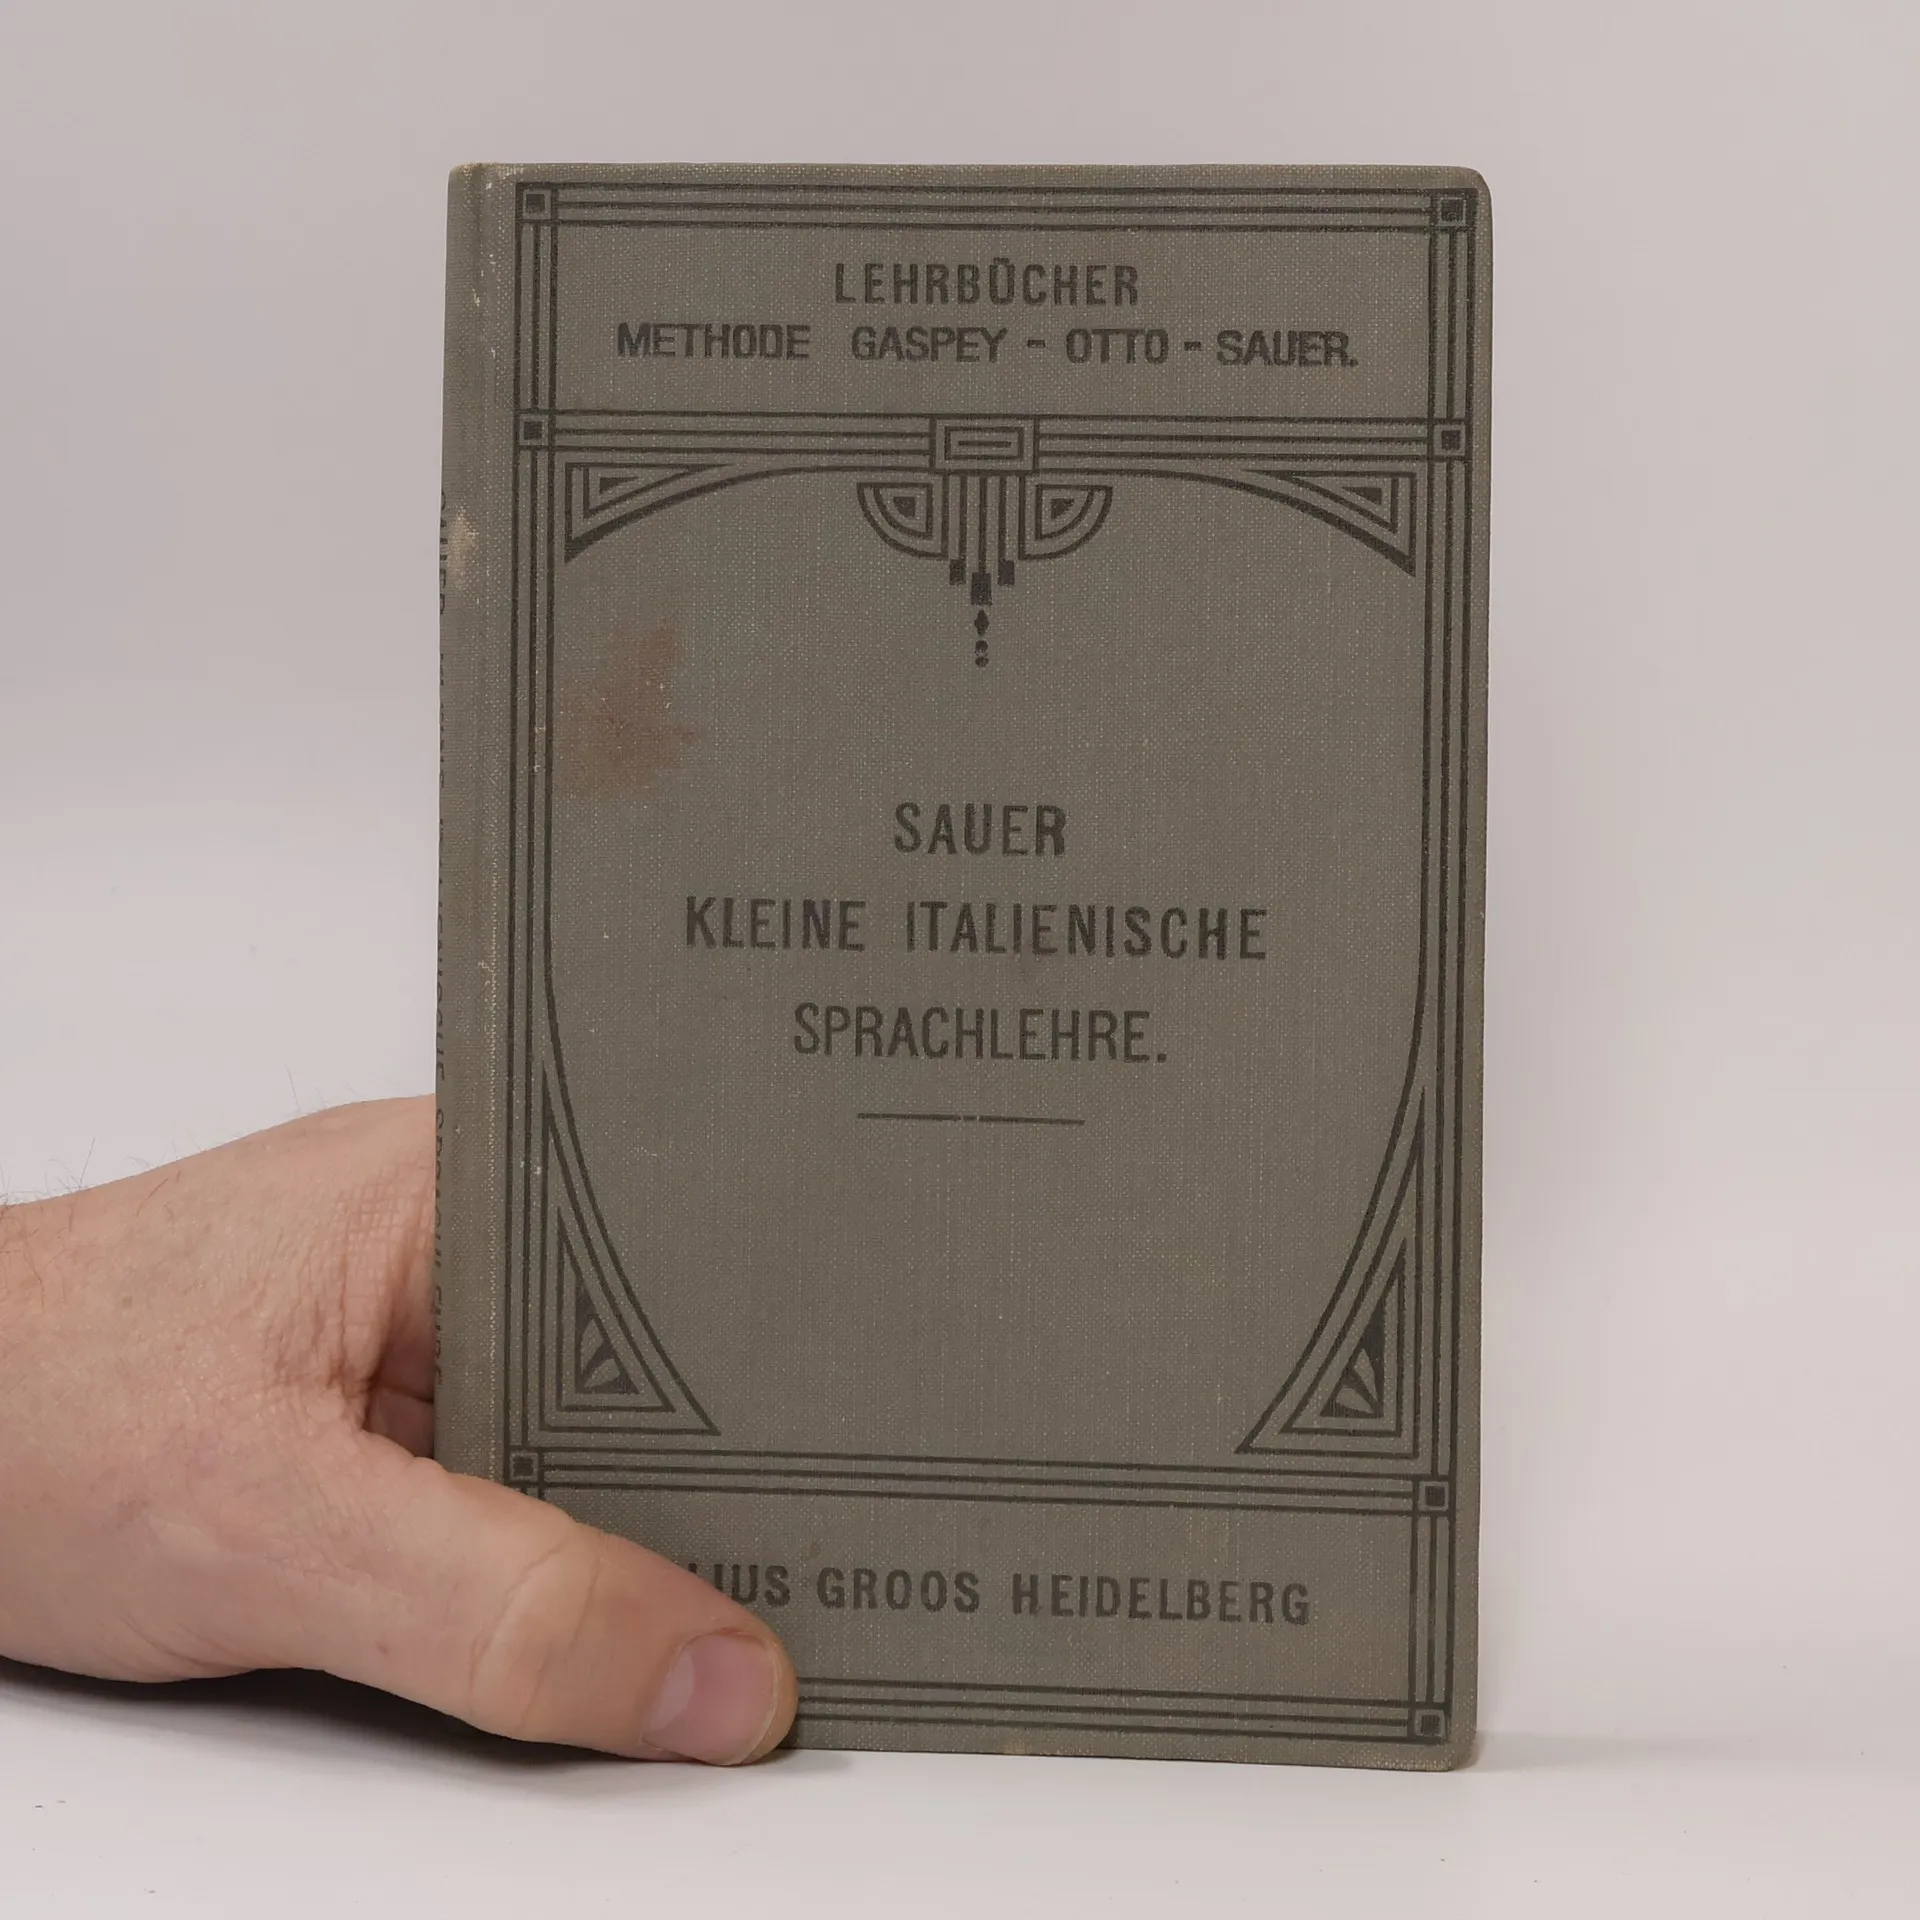 LEHRBÜCHER
METHODE GASPEY - OTTO - SAUER.
SAUER
KLEINE ITALIENISCHE
SPRACHLEHRE.
GROOS HEIDELBERG